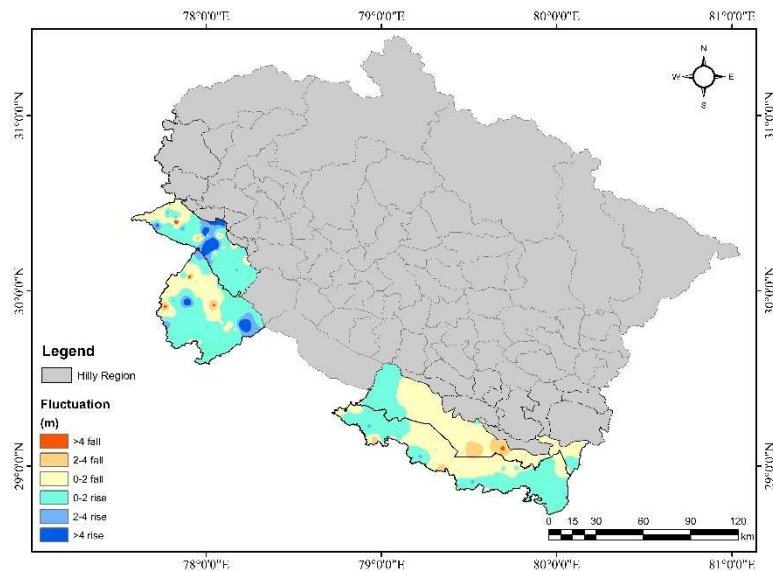 78°0'0"E
79°0'0"E
80°0'0"E
81°0'0"E
N
W E
S
31°0'0"N
31°0'0"N
30°0'0"N
30°0'0"N
29°0'0"N
29°0'0"N
Legend
Hilly Region
Fluctuation
(m)
>4 fall
2-4 fall
0-2 fall
0-2 rise
2-4 rise
>4 rise
0 15 30 60 90 120
km
78°0'0"E
79°0'0"E
80°0'0"E
81°0'0"E